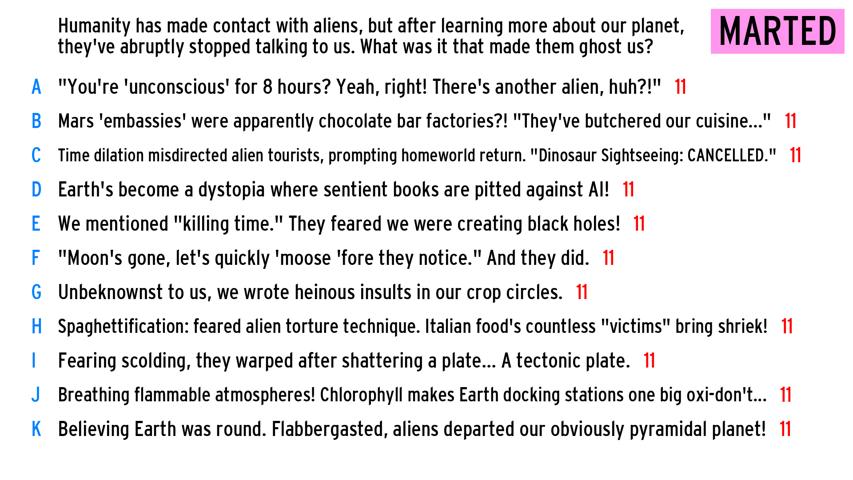 Humanity has made contact with aliens, but after learning more about our planet,
they've abruptly stopped talking to us. What was it that made them ghost us?
MARTED
A "You're 'unconscious' for 8 hours? Yeah, right! There's another alien, huh?!" 11
B Mars 'embassies' were apparently chocolate bar factories?! "They've butchered our cuisine..." 11
C Time dilation misdirected alien tourists, prompting homeworld return. "Dinosaur Sightseeing: CANCELLED." 11
D Earth's become a dystopia where sentient books are pitted against AI! 11
E We mentioned "killing time." They feared we were creating black holes! 11
F "Moon's gone, let's quickly 'moose 'fore they notice." And they did. 11
G Unbeknownst to us, we wrote heinous insults in our crop circles. 11
H Spaghettification: feared alien torture technique. Italian food's countless "victims" bring shriek! 11
I Fearing scolding, they warped after shattering a plate... A tectonic plate. 11
J Breathing flammable atmospheres! Chlorophyll makes Earth docking stations one big oxi-don't... 11
K Believing Earth was round. Flabbergasted, aliens departed our obviously pyramidal planet! 11